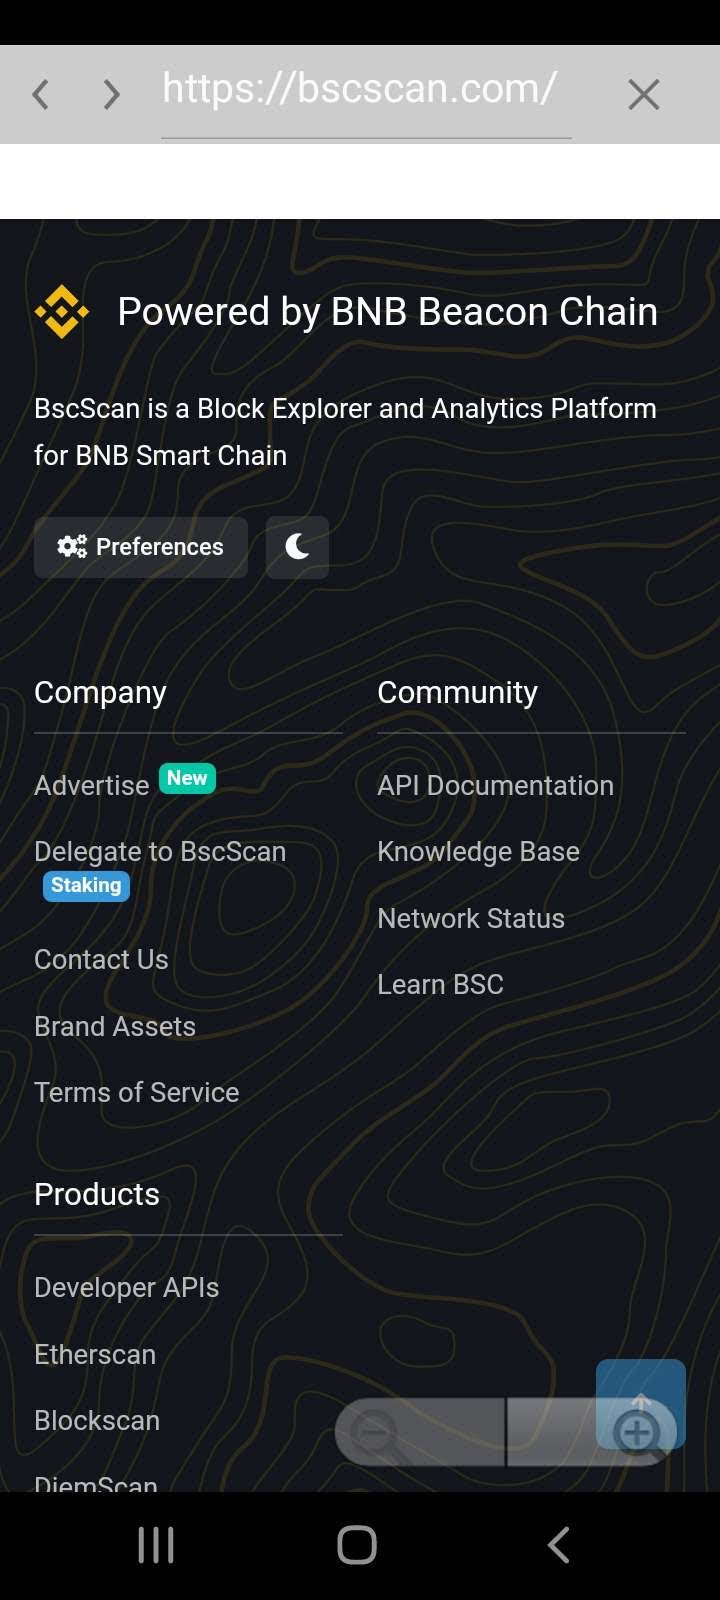 https://bscscan.com/
Powered by BNB Beacon Chain
BscScan is a Block Explorer and Analytics Platform
for BNB Smart Chain
Preferences
Company
Advertise New
Delegate to BscScan
Staking
Contact Us
Brand Assets
Terms of Service
Community
API Documentation
Knowledge Base
Network Status
Learn BSC
Products
Developer APIs
Etherscan
Blockscan
DiemScan